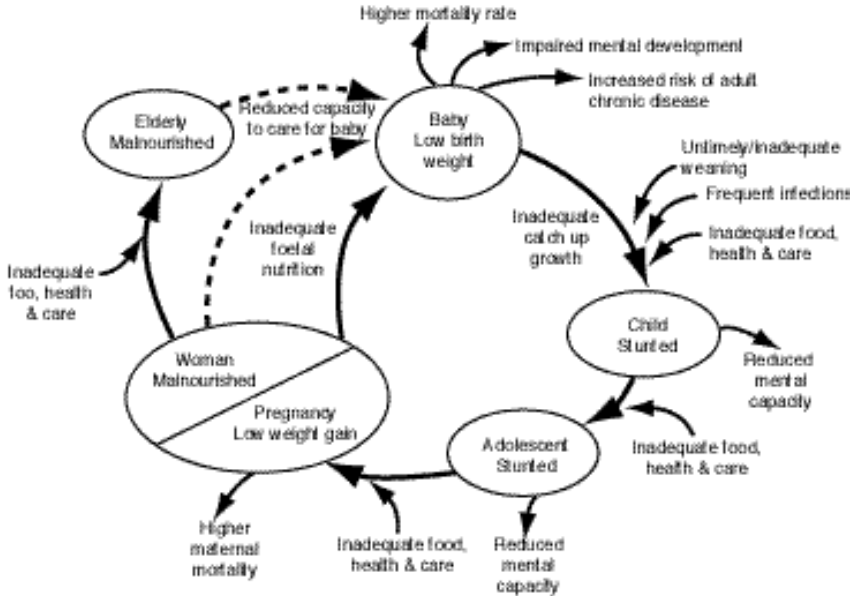 Higher mortality rate
Impaired mental development
Increased risk of adult
chronic disease
Elderly
Malnourished
Reduced capacity
to care for baby
Baby
Low birth
weight
Untimely/inadequate
weaning
Frequent infections
Inadequate food,
health & care
Inadequate
catch up
growth
Inadequate
foetal
nutrition
Inadequate
foo, health
& care
Child
Stunted
Reduced
mental
capacity
Woman
Malnourished
Pregnancy
Low weight gain
Adolescent
Stunted
Inadequate food,
health & care
Higher
maternal
mortality
Inadequate food,
health & care
Reduced
mental
capacity